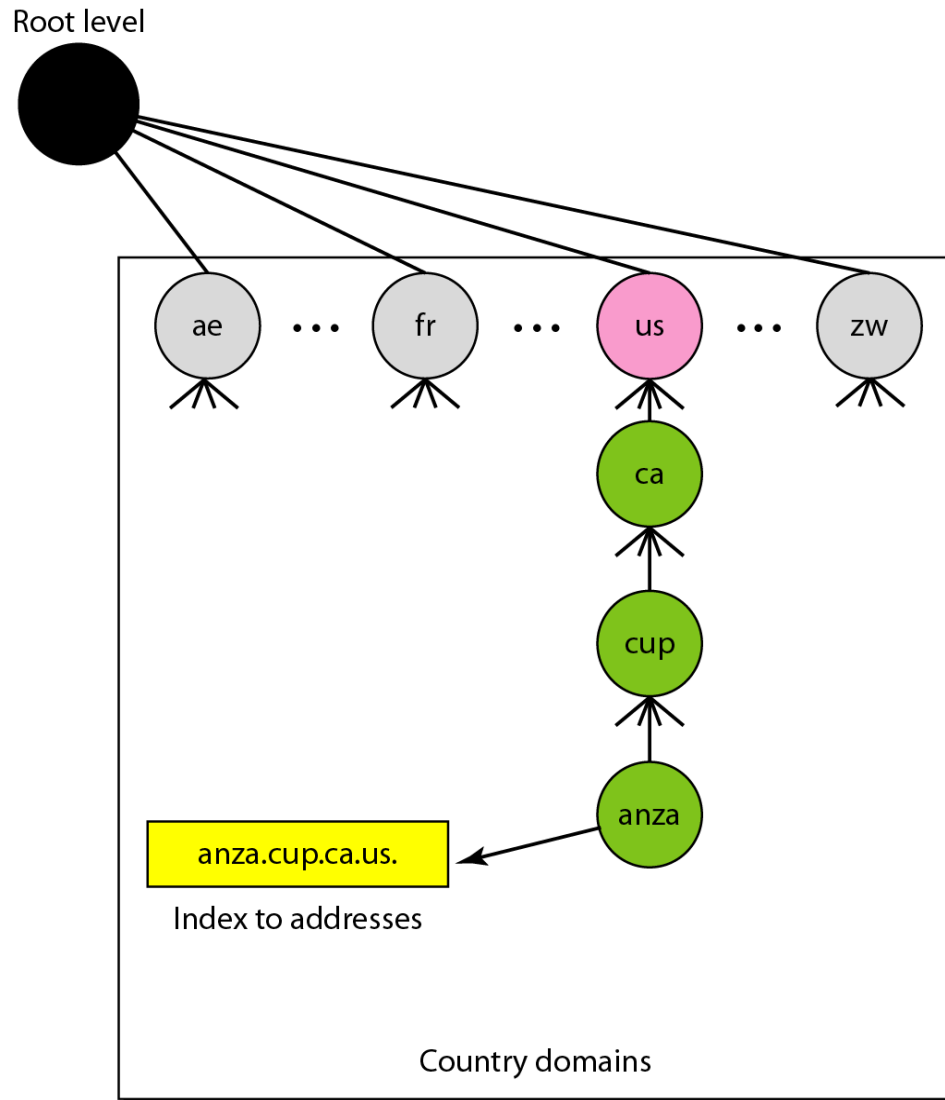 Root level
ae ... fr ... us ... zw
ca
cup
anza
anza.cup.ca.us.
Index to addresses
Country domains